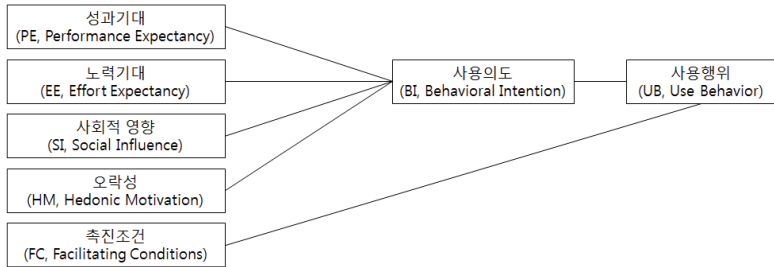 성과기대
(PE, Performance Expectancy)
노력기대
(EE, Effort Expectancy)
사회적 영향
(SI, Social Influence)
오락성
(HM, Hedonic Motivation)
촉진조건
(FC, Facilitating Conditions)
사용의도
(BI, Behavioral Intention)
사용행위
(UB, Use Behavior)